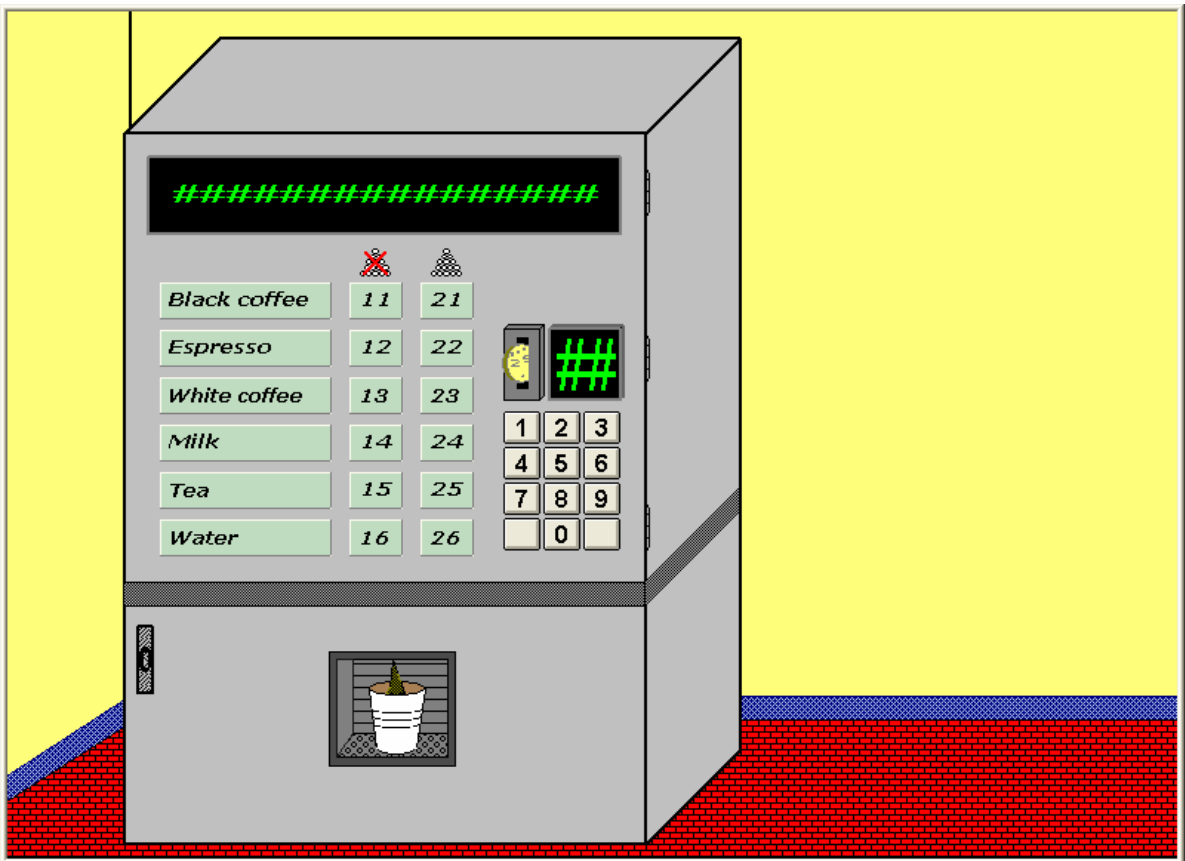 ################
Black coffee 11 21
Espresso 12 22
##
White coffee 13 23
1 2 3
Milk 14 24
4 5 6
Tea 15 25
7 8 9
Water 16 26
0